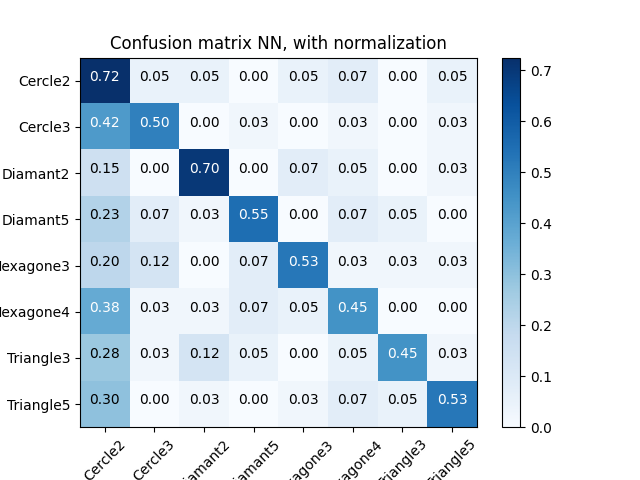 Confusion matrix NN, with normalization
Cercle2 0.72 0.05 0.05 0.00 0.05 0.07 0.00 0.05
Cercle3 0.42 0.50 0.00 0.03 0.00 0.03 0.00 0.03
Diamant2 0.15 0.00 0.70 0.00 0.07 0.05 0.00 0.03
Diamant5 0.23 0.07 0.03 0.55 0.00 0.07 0.05 0.00
exagone3 0.20 0.12 0.00 0.07 0.53 0.03 0.03 0.03
exagone4 0.38 0.03 0.03 0.07 0.05 0.45 0.00 0.00
Triangle3 0.28 0.03 0.12 0.05 0.00 0.05 0.45 0.03
Triangle5 0.30 0.00 0.03 0.00 0.03 0.07 0.05 0.53
Cercle2 Cercle3 iamant2 iamant5 agone3 agone4 riangle3 riangle5
0.7
0.6
0.5
0.4
0.3
0.2
0.1
0.0